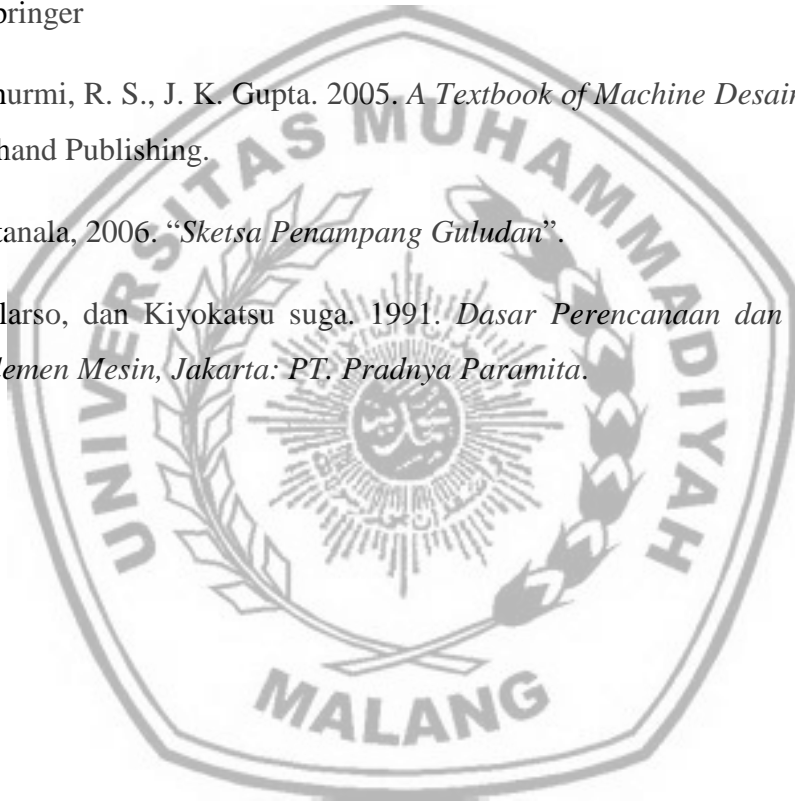 pringer
hurmi, R. S., J. K. Gupta. 2005. A Textbook of Machine Desain
hand Publishing.
tanala, 2006. “Sketsa Penampang Guludan”.
larso, dan Kiyokatsu suga. 1991. Dasar Perencanaan dan
lemen Mesin, Jakarta: PT. Pradnya Paramita.
UNIVERSITAS MUHAMMADIYAH
MALANG